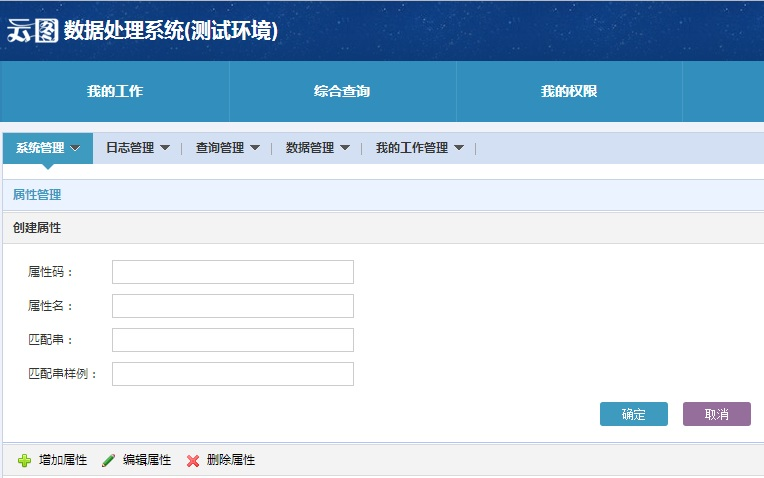 云图 数据处理系统(测试环境)
我的工作 综合查询 我的权限
系统管理 日志管理 查询管理 数据管理 我的工作管理
属性管理
创建属性
属性码：
属性名：
匹配串：
匹配串样例：
确定 取消
增加属性 编辑属性 删除属性